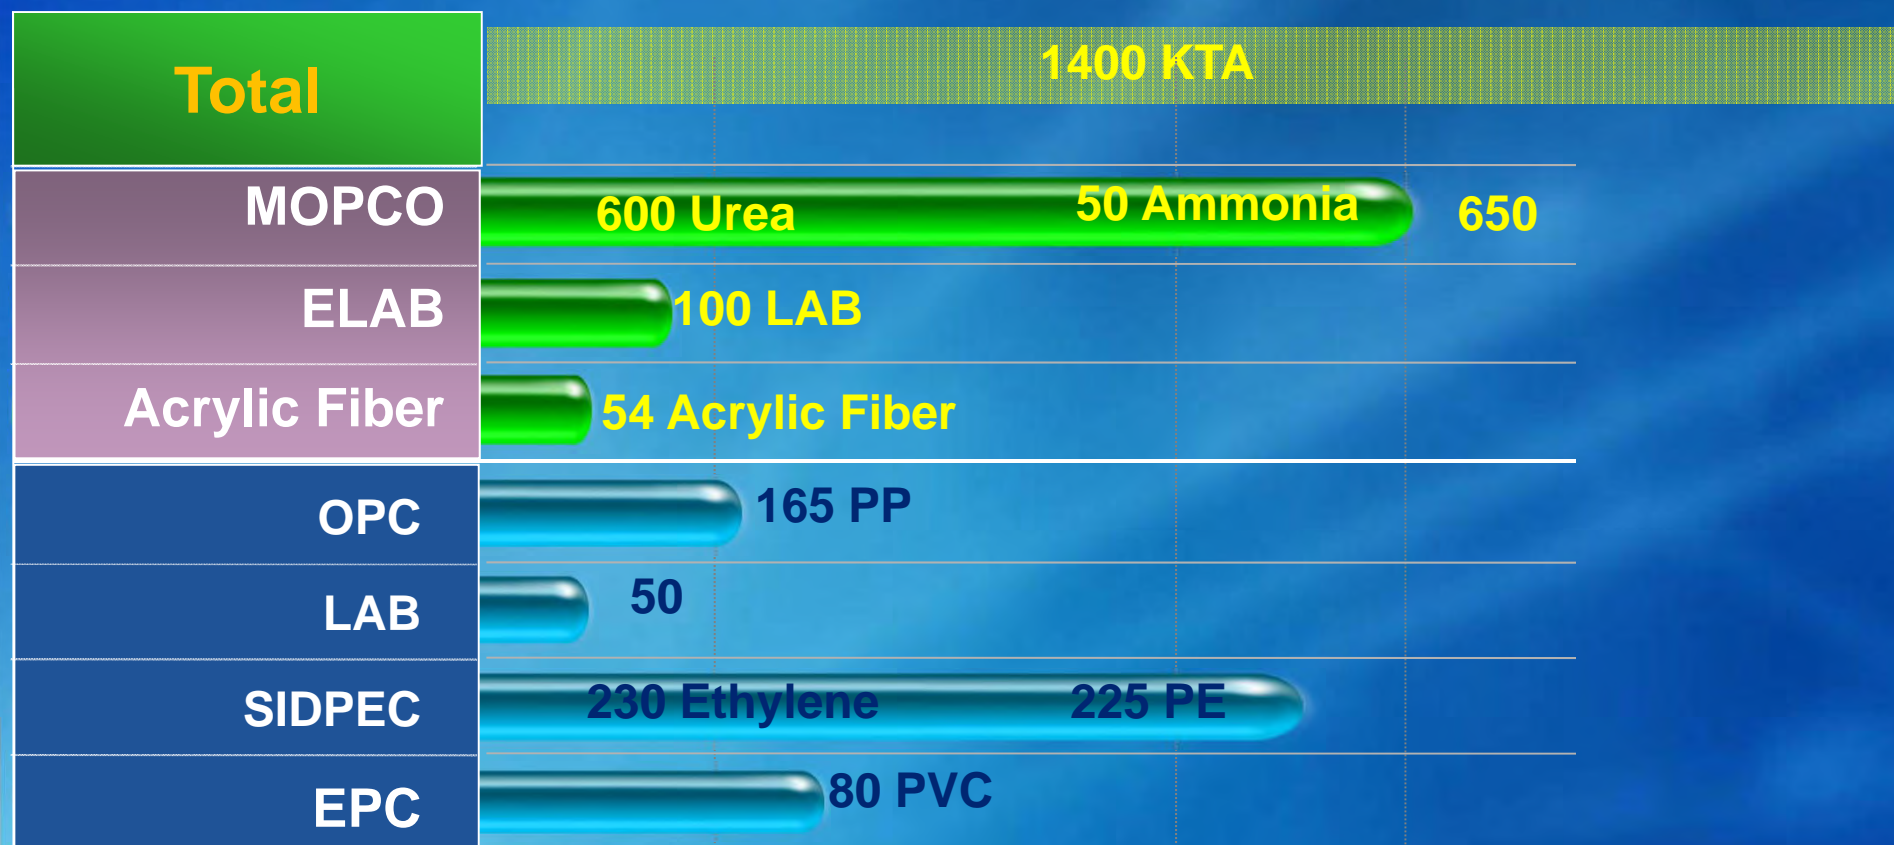 Total
1400 KTA
MOPCO
600 Urea
50 Ammonia
650
ELAB
100 LAB
Acrylic Fiber
54 Acrylic Fiber
OPC
165 PP
LAB
50
SIDPEC
230 Ethylene
225 PE
EPC
80 PVC